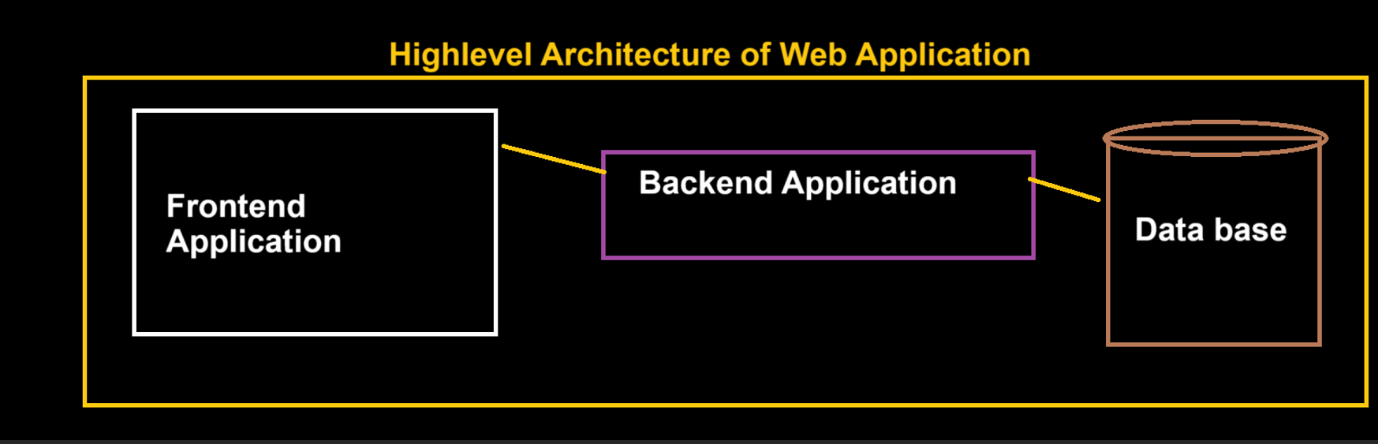 Highlevel Architecture of Web Application
Frontend
Application
Backend Application
Data base